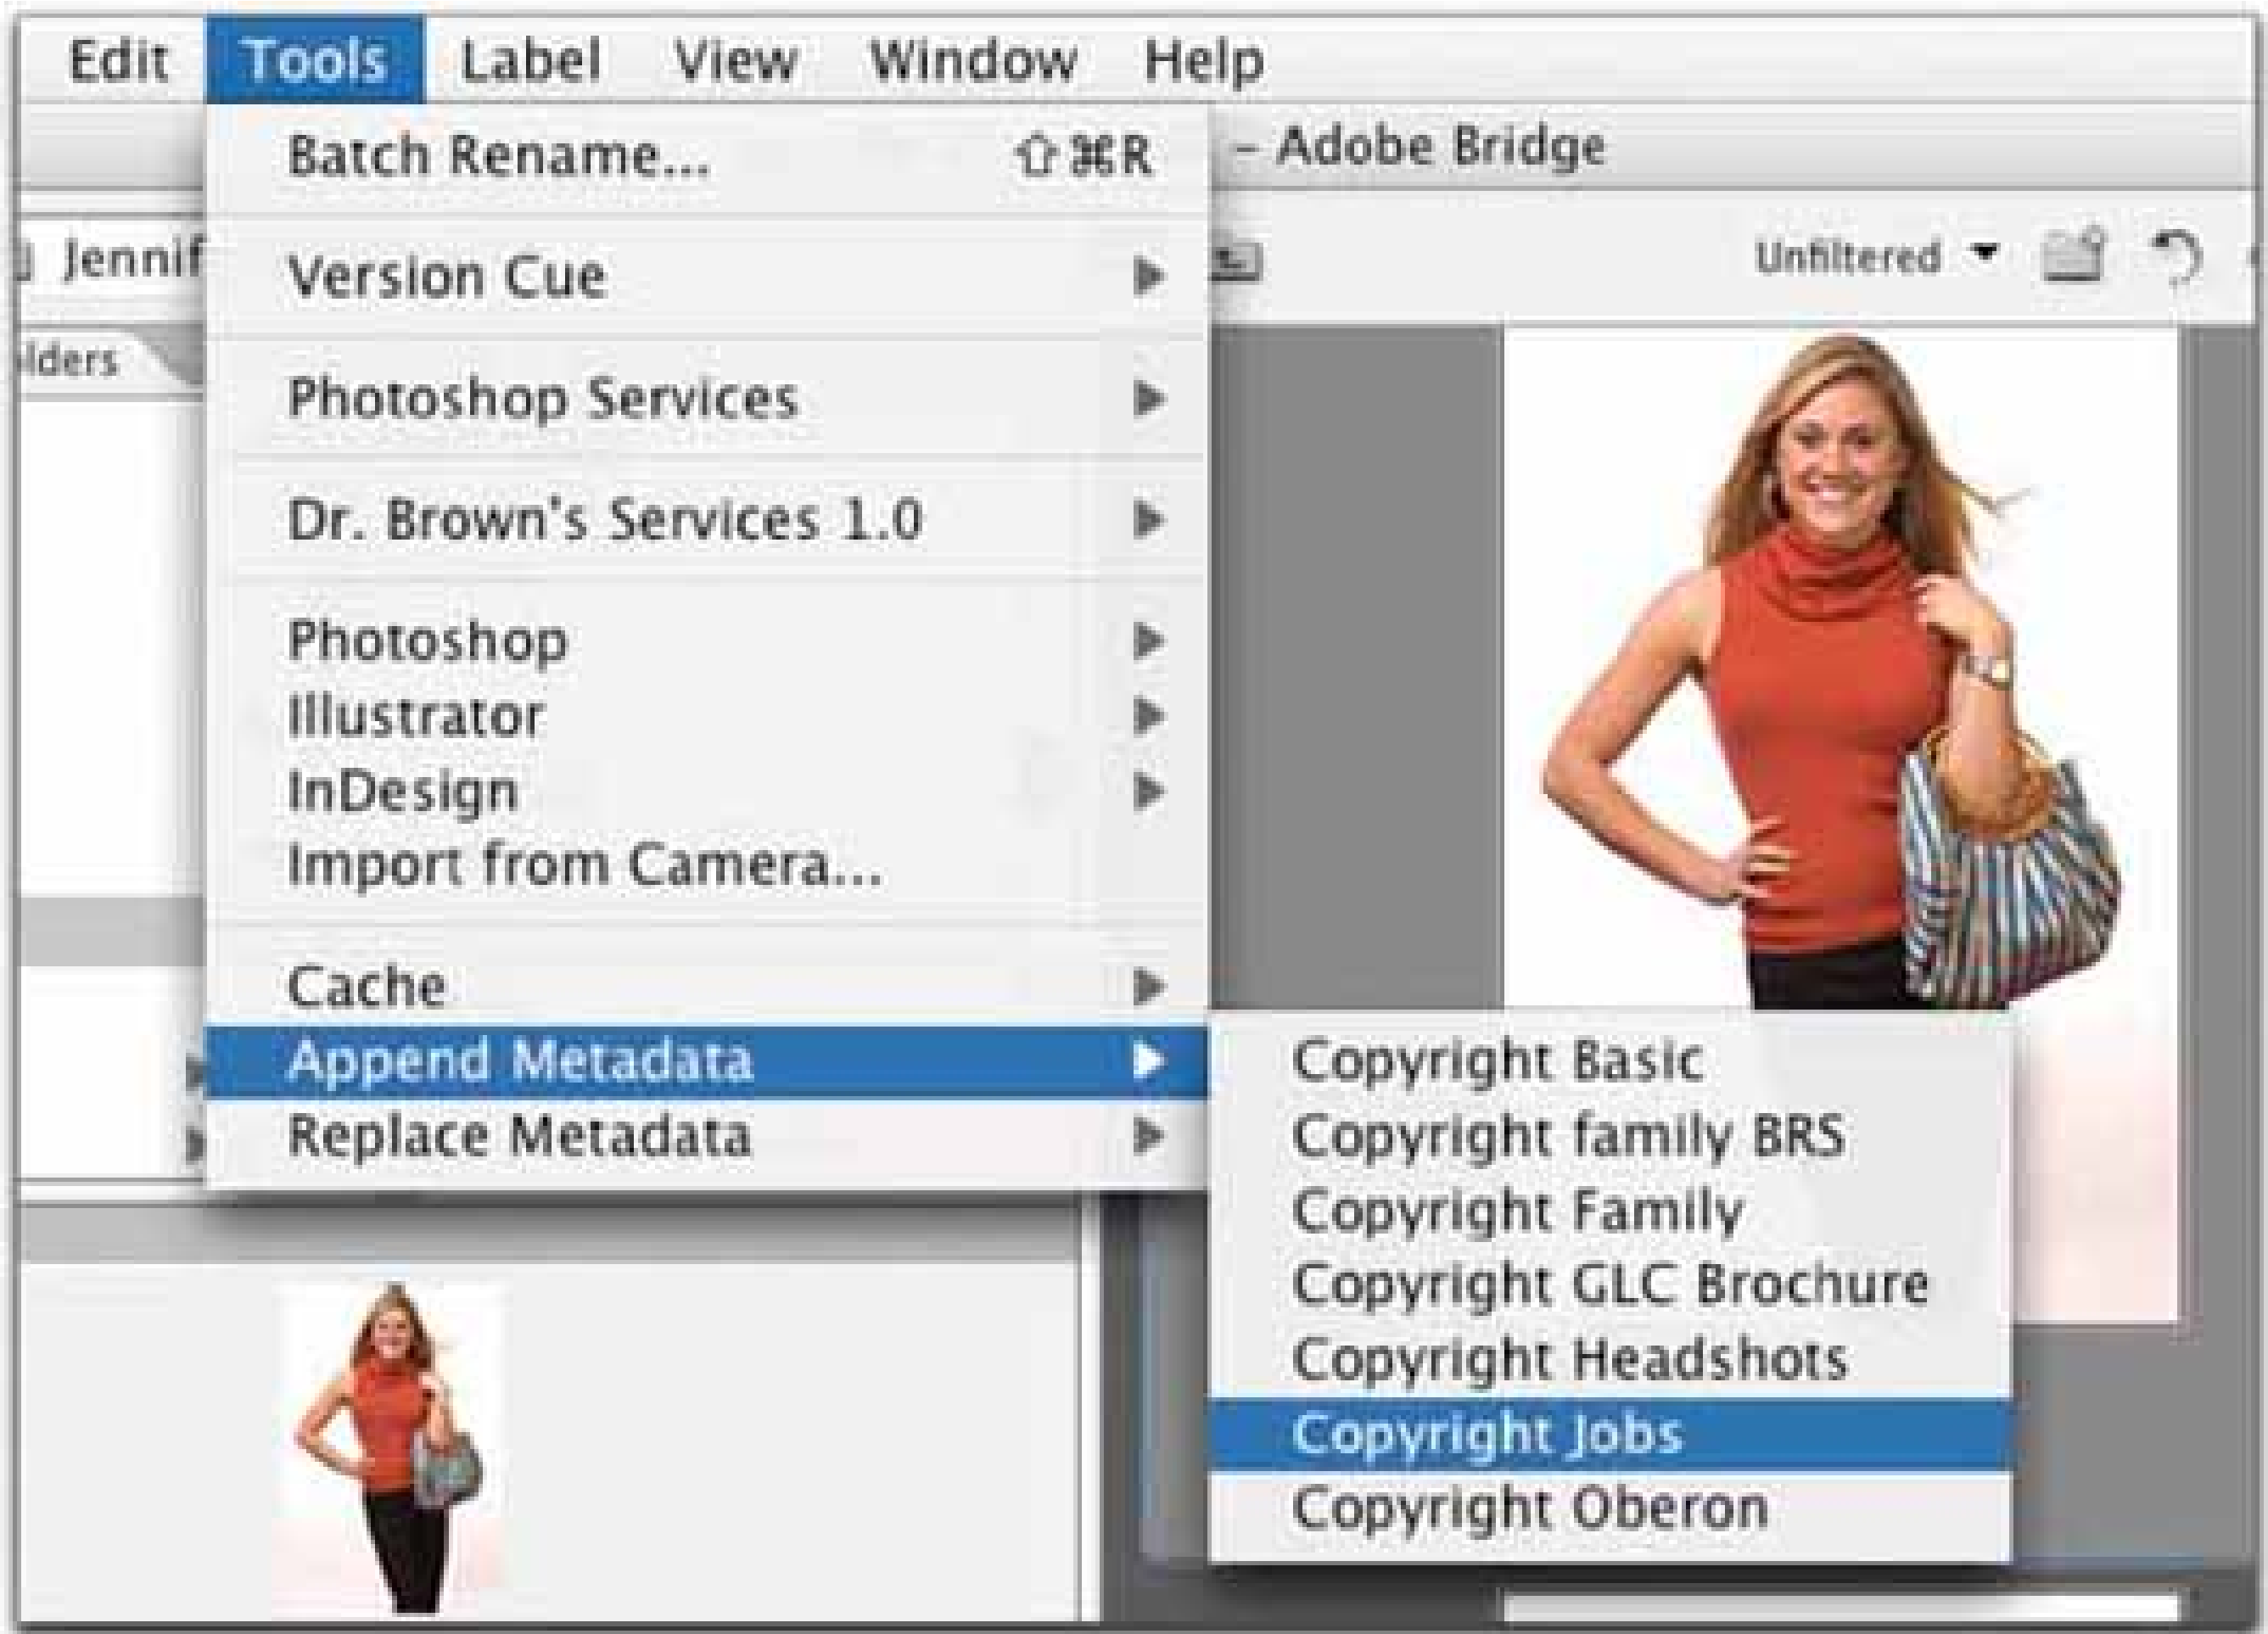 Edit Tools Label View Window Help
Batch Rename... ⇧⌘R
– Adobe Bridge
Version Cue
Jennif
Unfiltered
lders
Photoshop Services
Dr. Brown's Services 1.0
Photoshop
Illustrator
InDesign
Import from Camera...
Cache
Append Metadata
Replace Metadata
Copyright Basic
Copyright family BRS
Copyright Family
Copyright GLC Brochure
Copyright Headshots
Copyright Jobs
Copyright Oberon